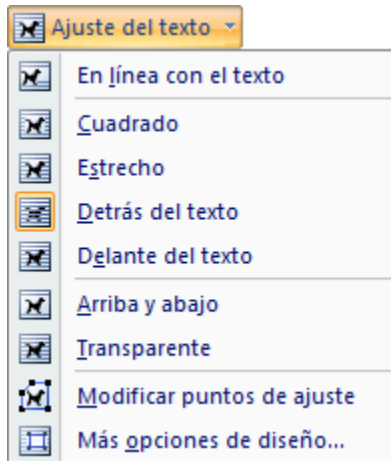 Ajuste del texto
En línea con el texto
Cuadrado
Estrecho
Detrás del texto
Delante del texto
Arriba y abajo
Transparente
Modificar puntos de ajuste
Más opciones de diseño...